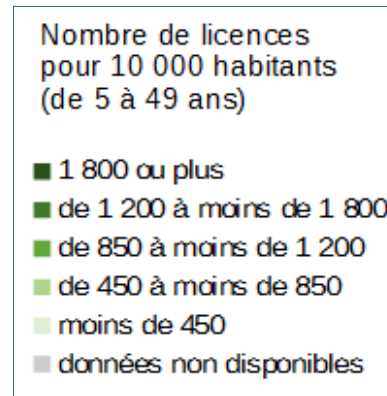 Nombre de licences
pour 10 000 habitants
(de 5 à 49 ans)
1 800 ou plus
de 1 200 à moins de 1 800
de 850 à moins de 1 200
de 450 à moins de 850
moins de 450
données non disponibles